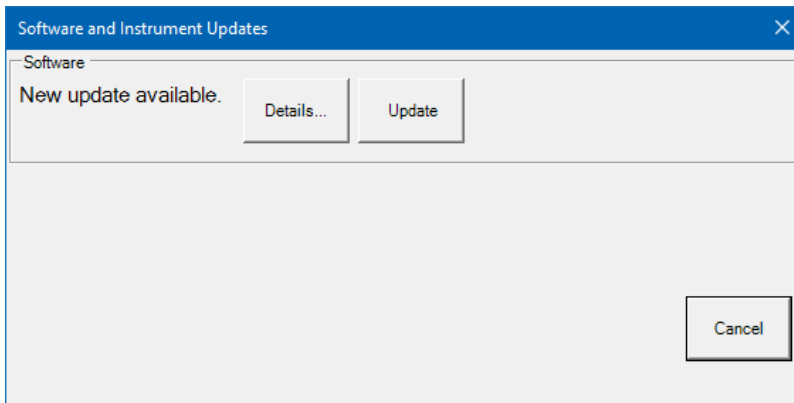 Software and Instrument Updates
Software
New update available.
Details...
Update
Cancel